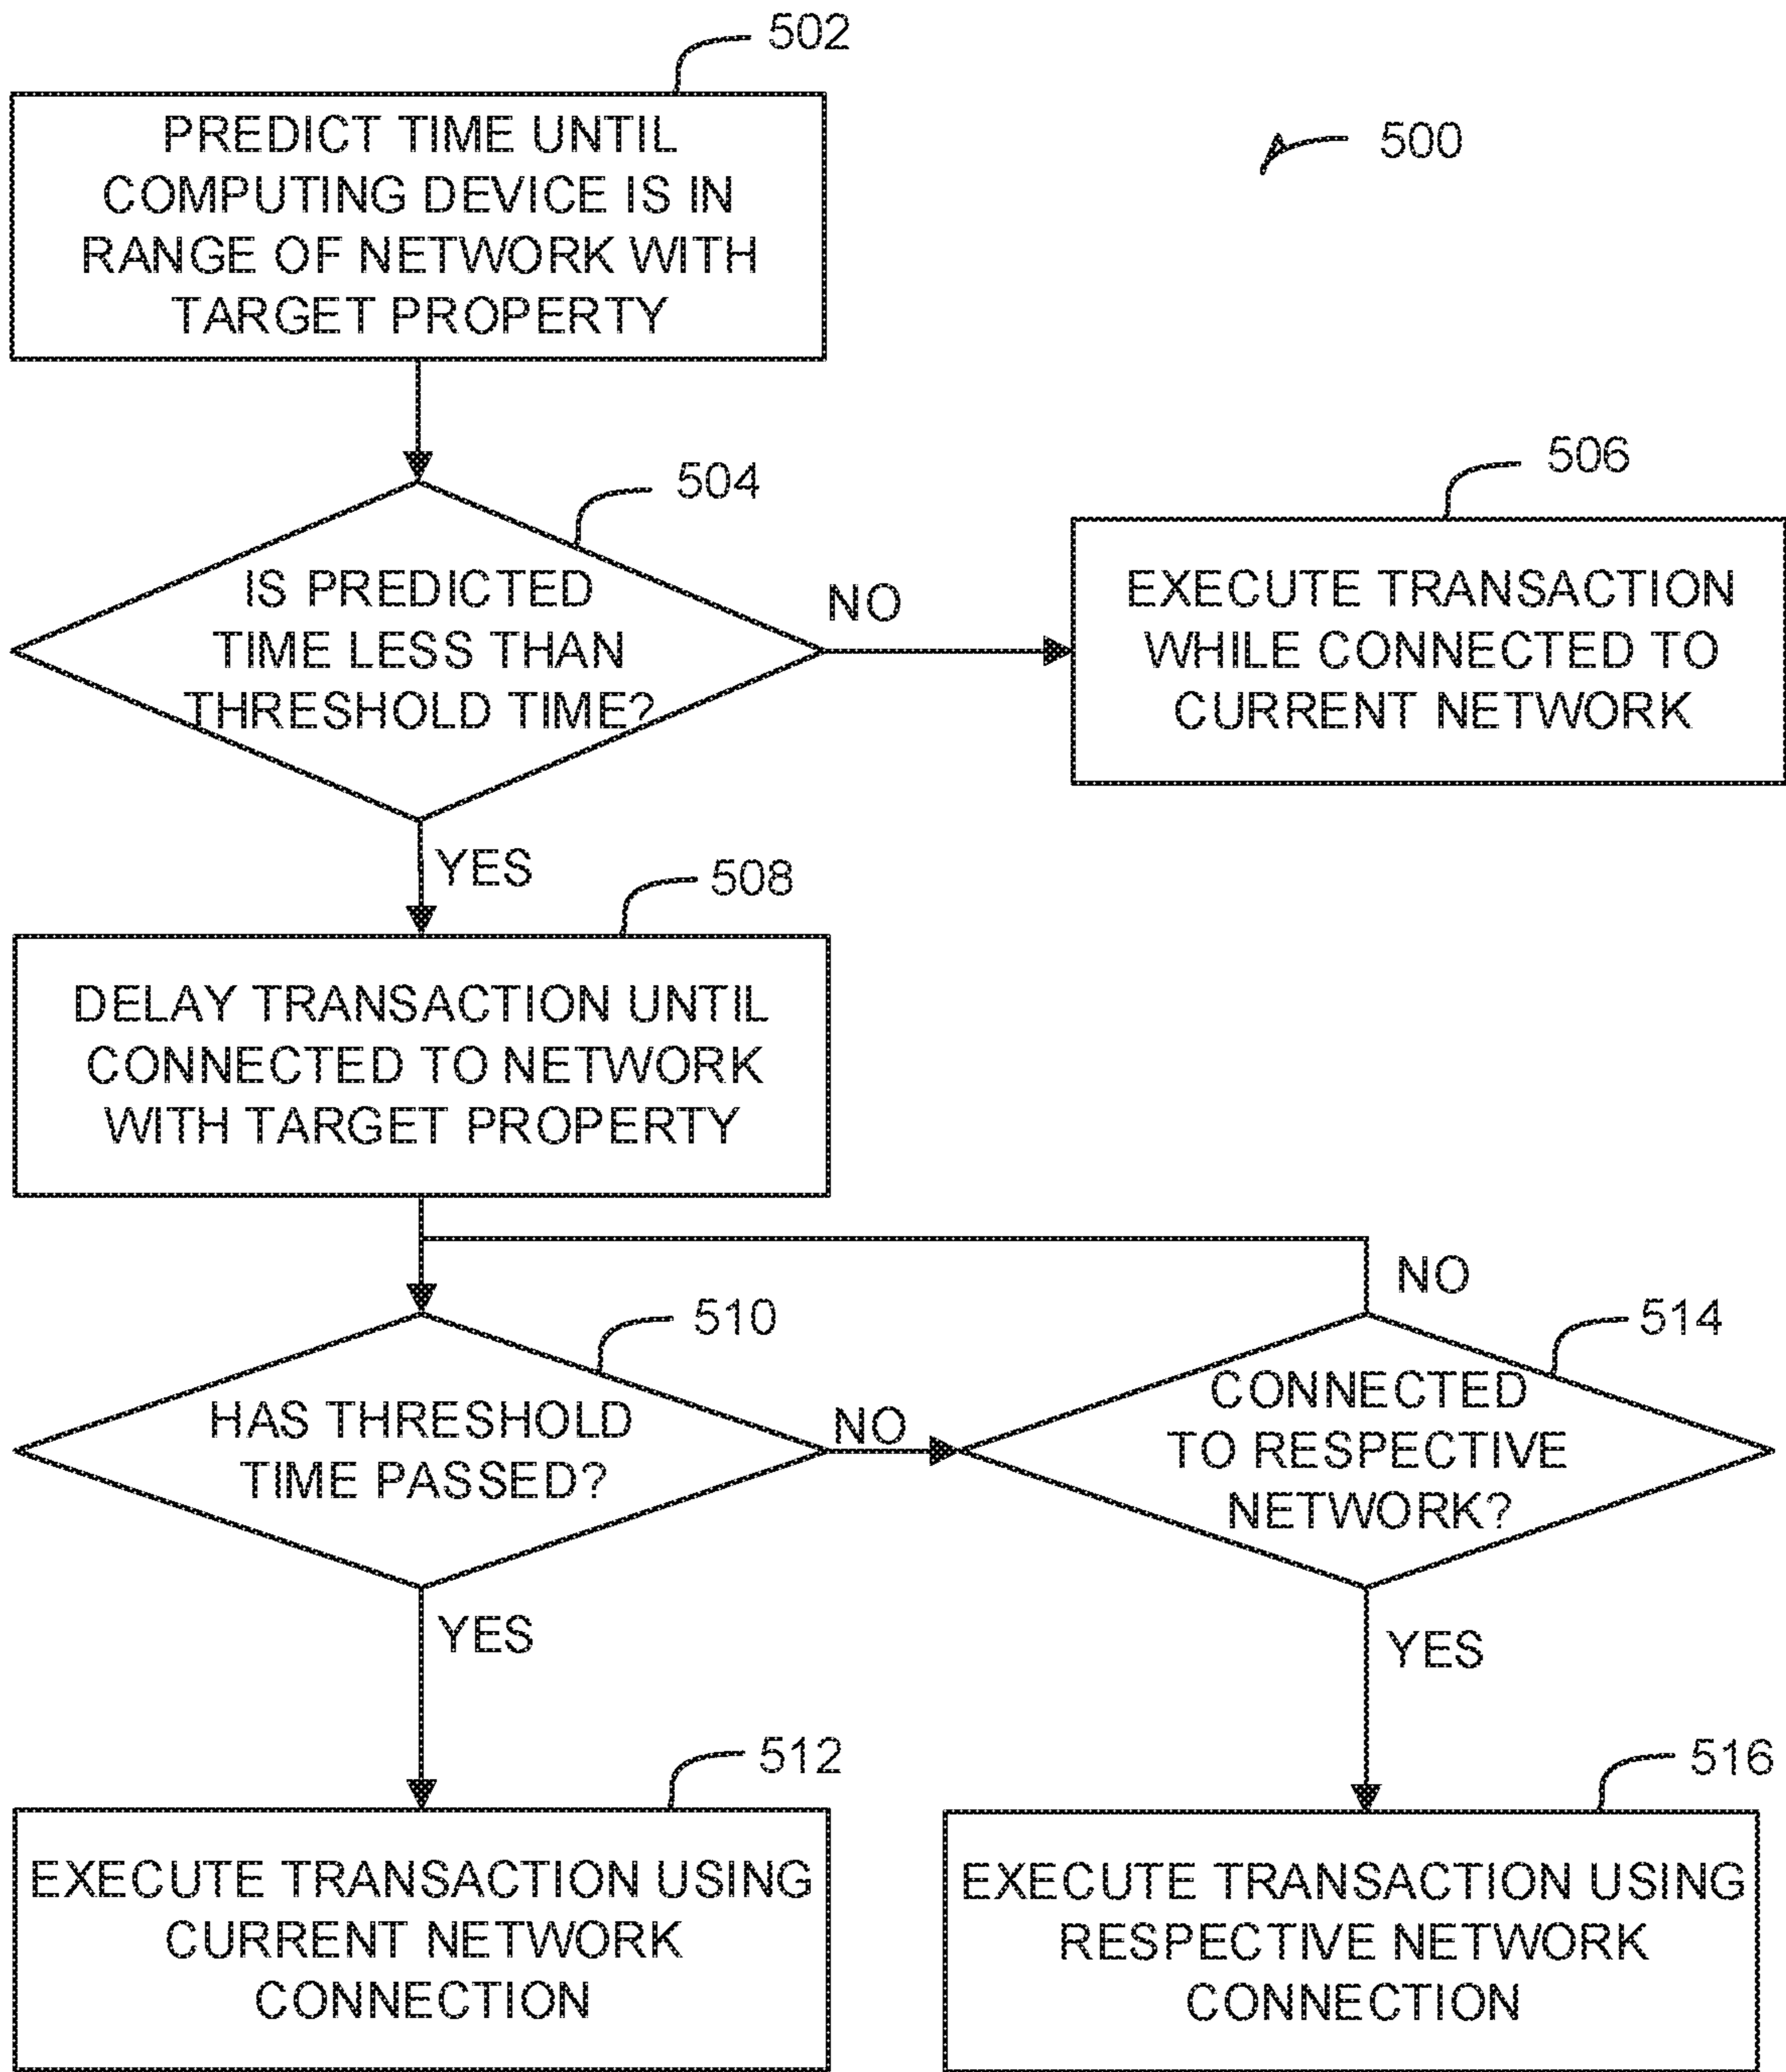 502
PREDICT TIME UNTIL
COMPUTING DEVICE IS IN
RANGE OF NETWORK WITH
TARGET PROPERTY
500
504
IS PREDICTED
TIME LESS THAN
THRESHOLD TIME?
NO
506
EXECUTE TRANSACTION
WHILE CONNECTED TO
CURRENT NETWORK
YES
508
DELAY TRANSACTION UNTIL
CONNECTED TO NETWORK
WITH TARGET PROPERTY
510
HAS THRESHOLD
TIME PASSED?
NO
NO
514
CONNECTED
TO RESPECTIVE
NETWORK?
YES
YES
512
EXECUTE TRANSACTION USING
CURRENT NETWORK
CONNECTION
516
EXECUTE TRANSACTION USING
RESPECTIVE NETWORK
CONNECTION